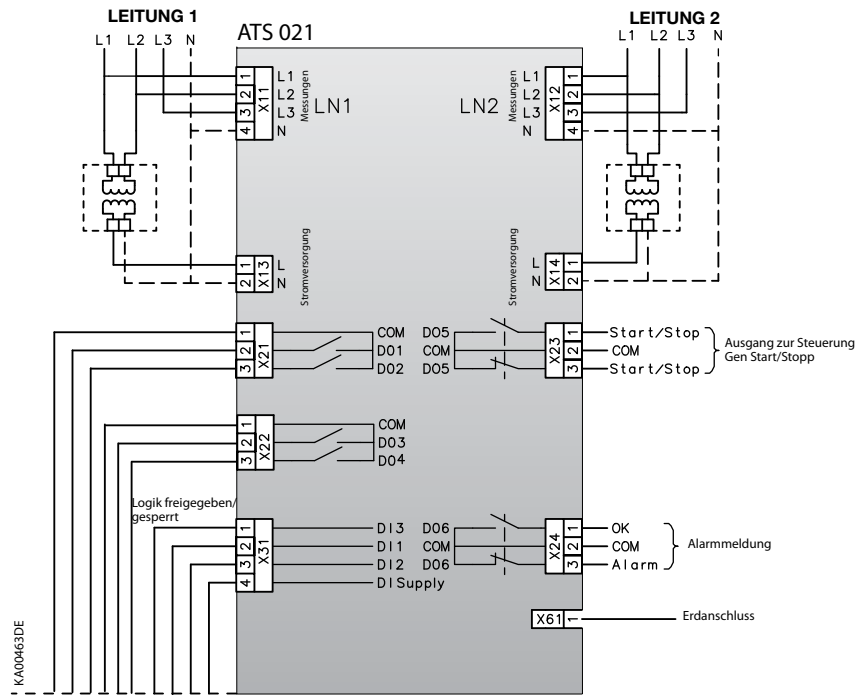 LEITUNG 1
L1 L2 L3 N
ATS 021
LEITUNG 2
L1 L2 L3 N
1 L1
2 L2
3 L3
4 N
X11
Messungen
LN1
LN2
Messungen
L1 1
L2 2
L3 3
N 4
X12
1 L
2 N
X13
Stromversorgung
Stromversorgung
L 1
N 2
X14
1 COM
2 DO1
3 DO2
X21
DO5 1 Start/Stop
COM 2 COM
DO5 3 Start/Stop
X23
Ausgang zur Steuerung
Gen Start/Stopp
1 COM
2 DO3
3 DO4
X22
Logik freigegeben/
gesperrt
1 DI3
2 DI1
3 DI2
4 DISupply
X31
DO6 1 OK
COM 2 COM
DO6 3 Alarm
X24
Alarmmeldung
X61 1 Erdanschluss
KA00463DE